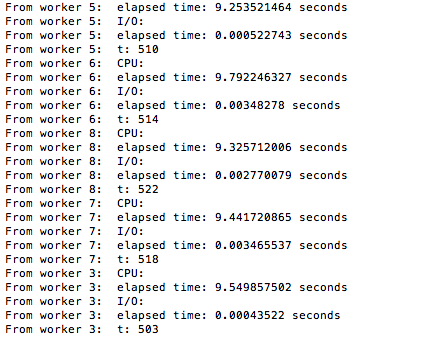 From worker 5:  elapsed time: 9.253521464 seconds
From worker 5:  I/O:
From worker 5:  elapsed time: 0.000522743 seconds
From worker 5:  t: 510
From worker 6:  CPU:
From worker 6:  elapsed time: 9.792246327 seconds
From worker 6:  I/O:
From worker 6:  elapsed time: 0.00348278 seconds
From worker 6:  t: 514
From worker 8:  CPU:
From worker 8:  elapsed time: 9.325712006 seconds
From worker 8:  I/O:
From worker 8:  elapsed time: 0.002770079 seconds
From worker 8:  t: 522
From worker 7:  CPU:
From worker 7:  elapsed time: 9.441720865 seconds
From worker 7:  I/O:
From worker 7:  elapsed time: 0.003465537 seconds
From worker 7:  t: 518
From worker 3:  CPU:
From worker 3:  elapsed time: 9.549857502 seconds
From worker 3:  I/O:
From worker 3:  elapsed time: 0.00043522 seconds
From worker 3:  t: 503